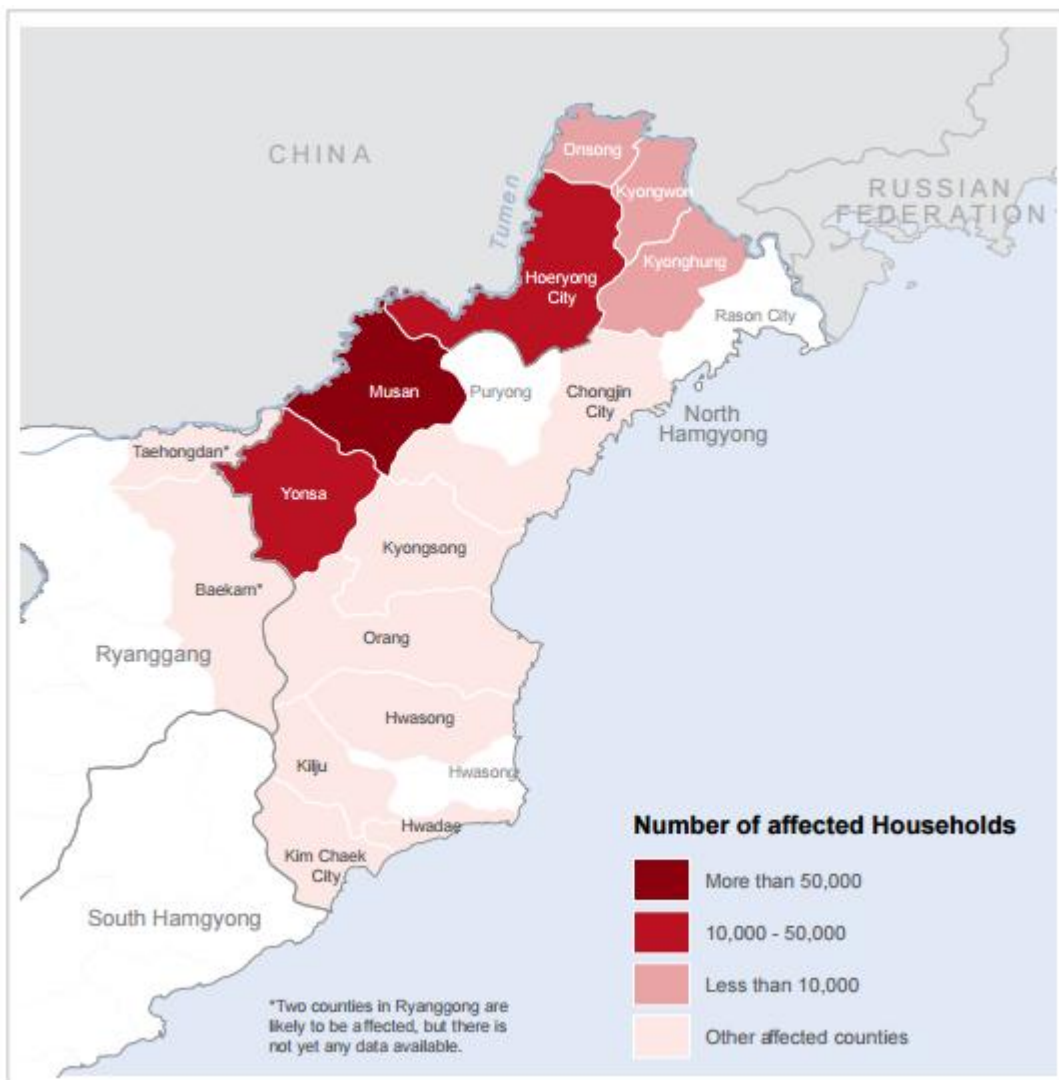 CHINA
Tumen
Onsong
Kyongwon
RUSSIAN
FEDERATION
Kyonghung
Hoeryong
City
Rason City
Musan
Puryong
Chongjin
City
North
Hamgyong
Taehongdan*
Yonsa
Kyongsong
Baekam*
Orang
Ryanggang
Hwasong
Kilju
Hwasong
Hwadae
Kim Chaek
City
South Hamgyong
Number of affected Households
More than 50,000
10,000 - 50,000
Less than 10,000
Other affected counties
*Two counties in Ryanggong are
likely to be affected, but there is
not yet any data available.